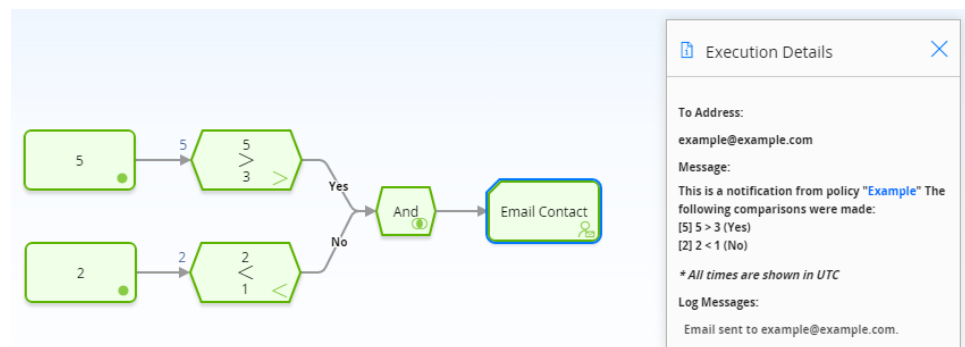 5
5
5
>
3
>
Yes
And
Email Contact
No
2
2
2
<
1
<
Execution Details
To Address:
example@example.com
Message:
This is a notification from policy "Example" The
following comparisons were made:
[5] 5 > 3 (Yes)
[2] 2 < 1 (No)
* All times are shown in UTC
Log Messages:
Email sent to example@example.com.